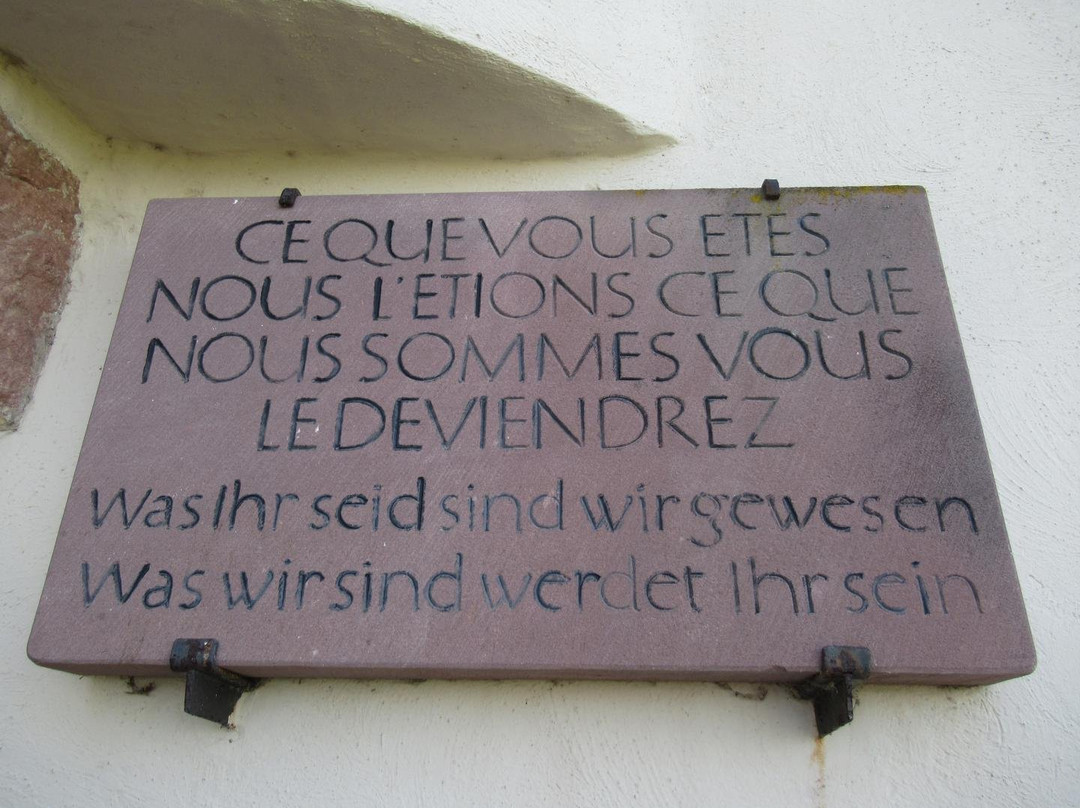 CE QUE VOUS ETES
NOUS L'ETIONS CE QUE
NOUS SOMMES VOUS
LE DEVIENDREZ
Was Ihr seid sind wir gewesen
Was wir sind werdet Ihr sein